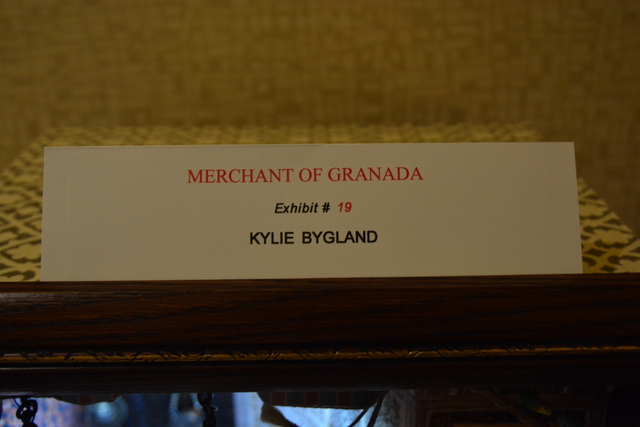 MERCHANT OF GRANADA
Exhibit # 19
KYLIE BYGLAND